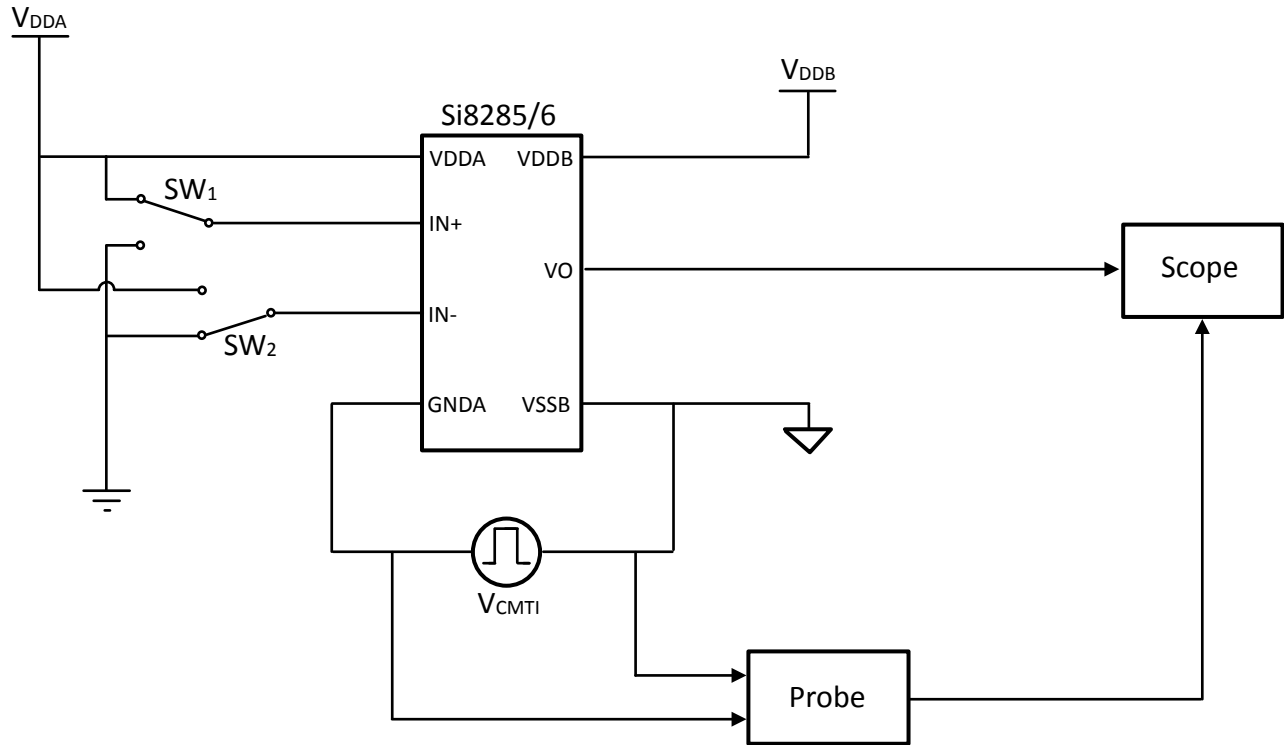 VDDA
VDDB
Si8285/6
VDDA VDDB
SW1
IN+
VO
Scope
IN-
SW2
GNDA VSSB
VCMTI
Probe